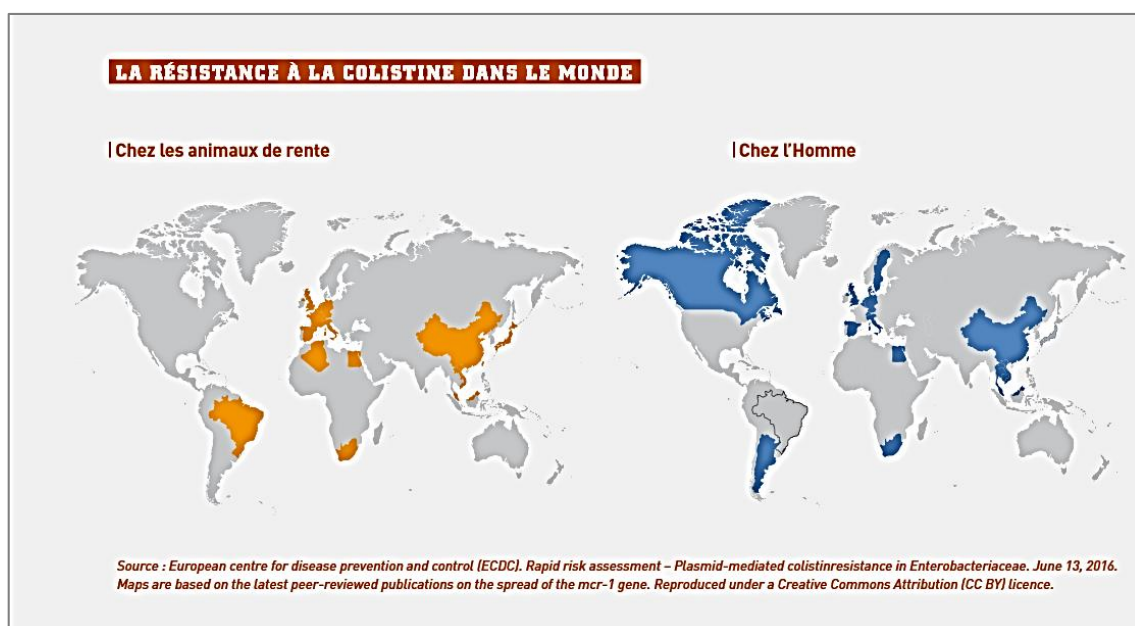 LA RÉSISTANCE À LA COLISTINE DANS LE MONDE
Chez les animaux de rente
Chez l'Homme
Source : European centre for disease prevention and control (ECDC). Rapid risk assessment – Plasmid-mediated colistinresistance in Enterobacteriaceae. June 13, 2016.
Maps are based on the latest peer-reviewed publications on the spread of the mcr-1 gene. Reproduced under a Creative Commons Attribution (CC BY) licence.